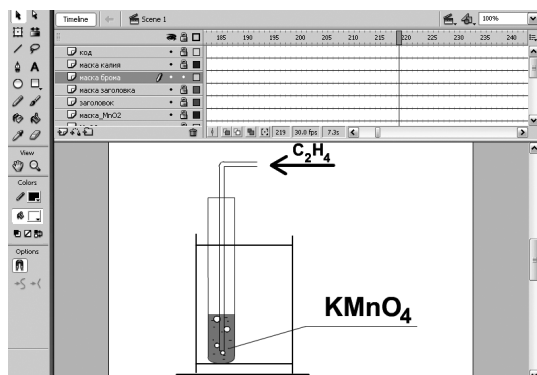 Timeline
Scene 1
100%
185 190 195 200 205 210 215 220 225 230 235 240
код
маска калия
маска брома
маска заголовка
заголовок
маска_MnO2
219 30.0 fps 7.3s
View
Colors
Options
C₂H₄
KMnO₄